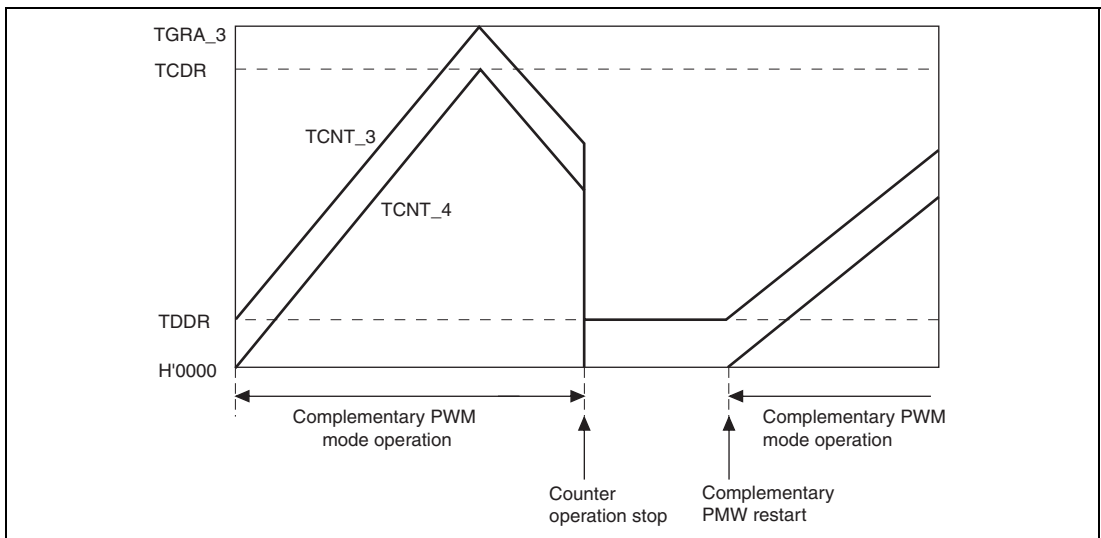 TGRA_3
TCDR
TCNT_3
TCNT_4
TDDR
H'0000
Complementary PWM
mode operation
Complementary PWM
mode operation
Counter
operation stop
Complementary
PMW restart